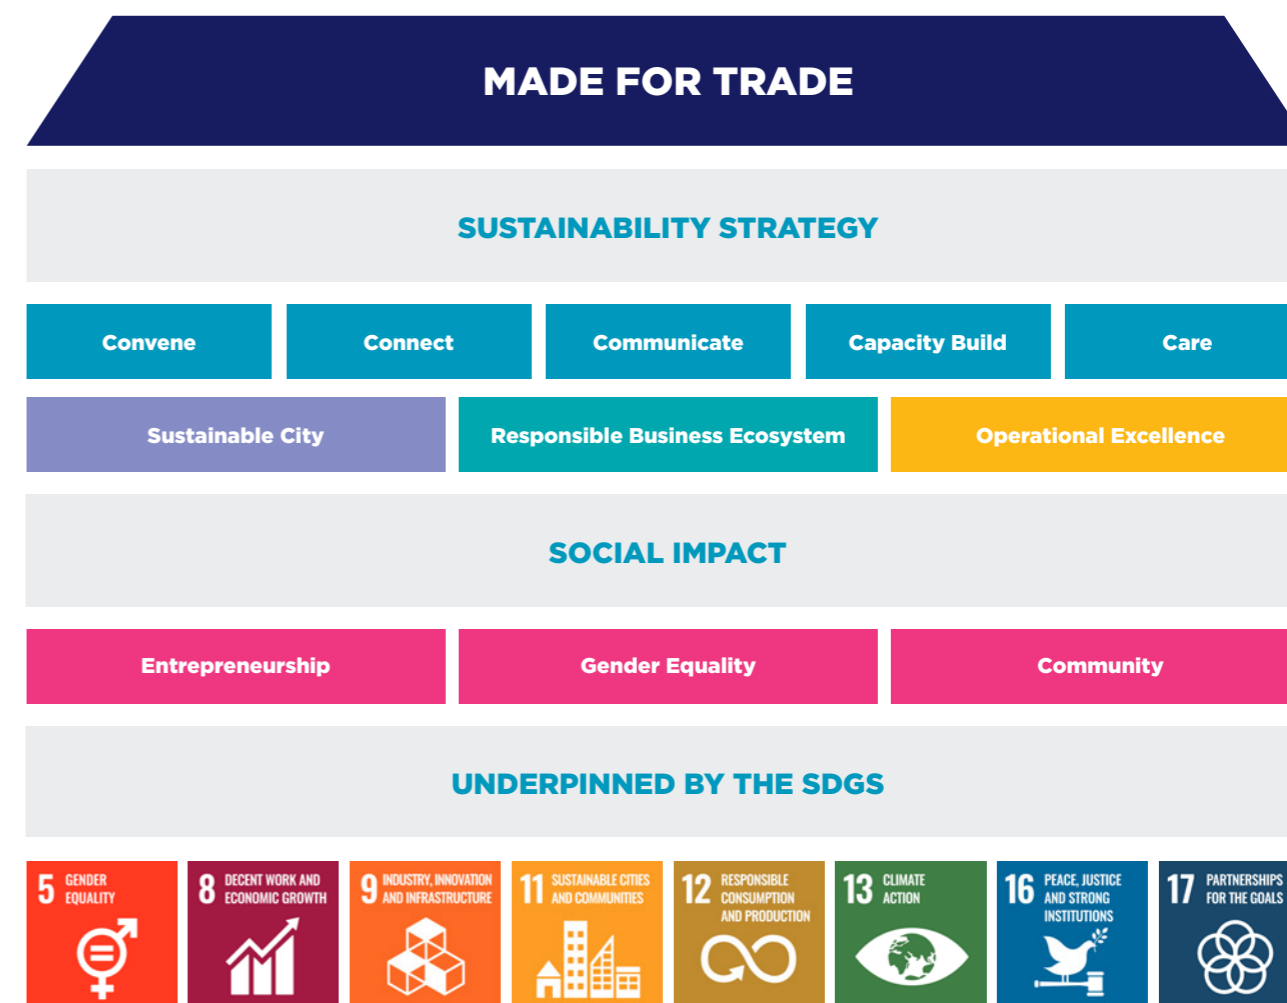 MADE FOR TRADE
SUSTAINABILITY STRATEGY
Convene
Connect
Communicate
Capacity Build
Care
Sustainable City
Responsible Business Ecosystem
Operational Excellence
SOCIAL IMPACT
Entrepreneurship
Gender Equality
Community
UNDERPINNED BY THE SDGS
5 GENDER
EQUALITY
8 DECENT WORK AND
ECONOMIC GROWTH
9 INDUSTRY, INNOVATION
AND INFRASTRUCTURE
11 SUSTAINABLE CITIES
AND COMMUNITIES
12 RESPONSIBLE
CONSUMPTION
AND PRODUCTION
13 CLIMATE
ACTION
16 PEACE, JUSTICE
AND STRONG
INSTITUTIONS
17 PARTNERSHIPS
FOR THE GOALS